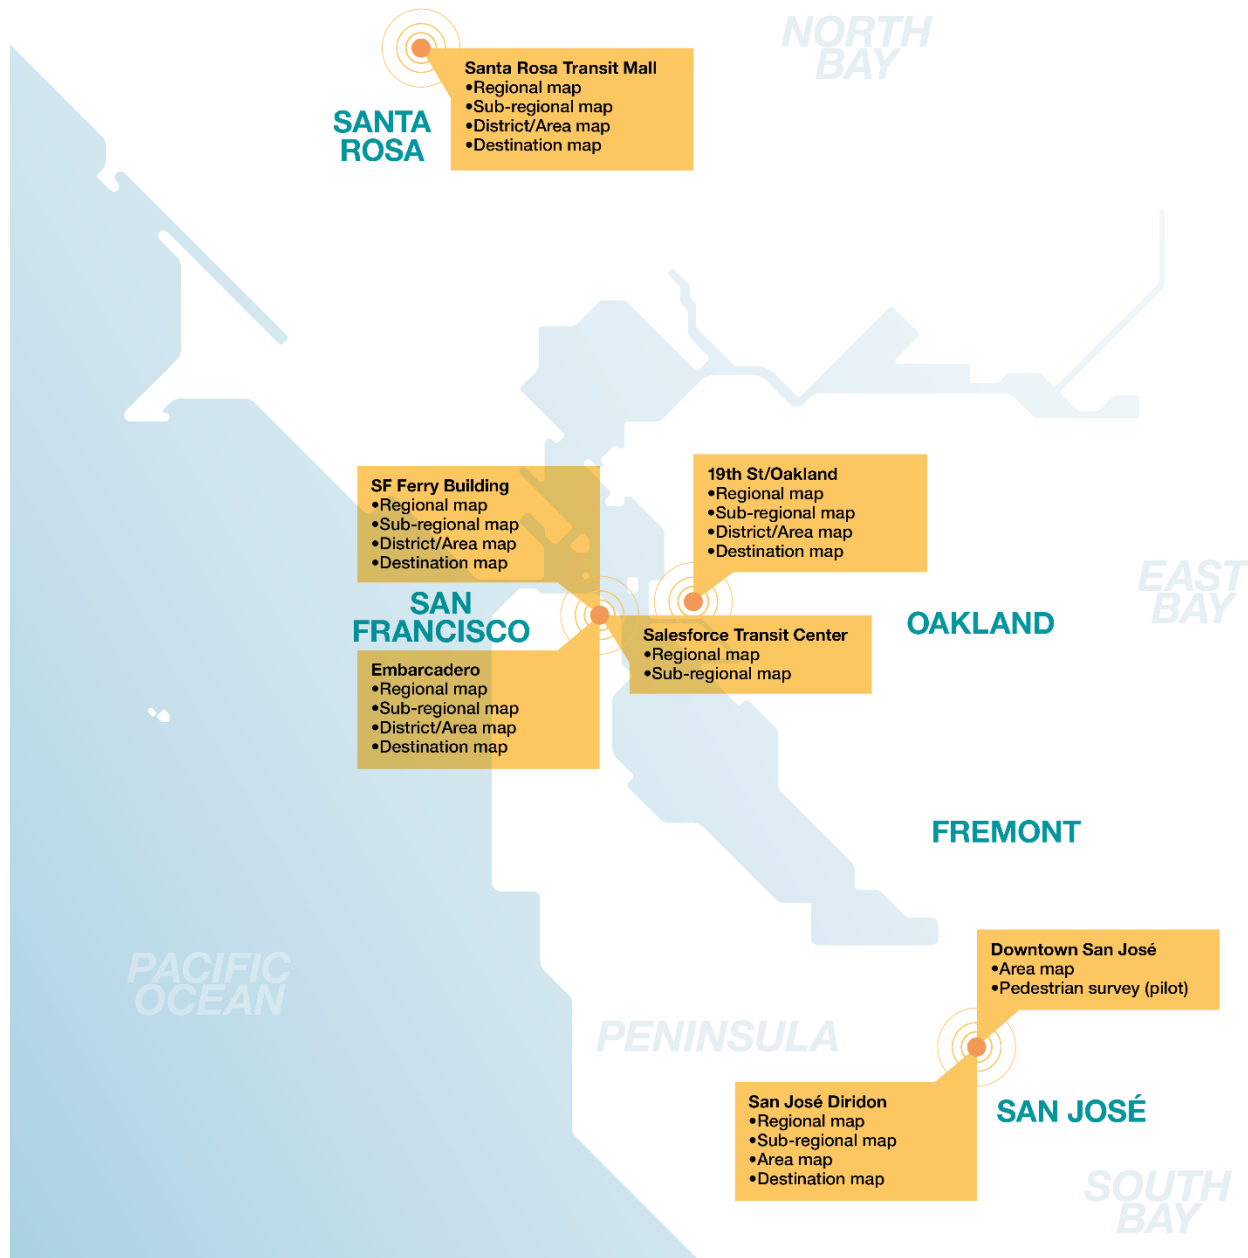 NORTH
BAY
Santa Rosa Transit Mall
•Regional map
•Sub-regional map
•District/Area map
•Destination map
SANTA
ROSA
SF Ferry Building
•Regional map
•Sub-regional map
•District/Area map
•Destination map
19th St/Oakland
•Regional map
•Sub-regional map
•District/Area map
•Destination map
EAST
BAY
SAN
FRANCISCO
OAKLAND
Salesforce Transit Center
•Regional map
•Sub-regional map
Embarcadero
•Regional map
•Sub-regional map
•District/Area map
•Destination map
FREMONT
PACIFIC
OCEAN
Downtown San José
•Area map
•Pedestrian survey (pilot)
PENINSULA
San José Diridon
•Regional map
•Sub-regional map
•Area map
•Destination map
SAN JOSÉ
SOUTH
BAY